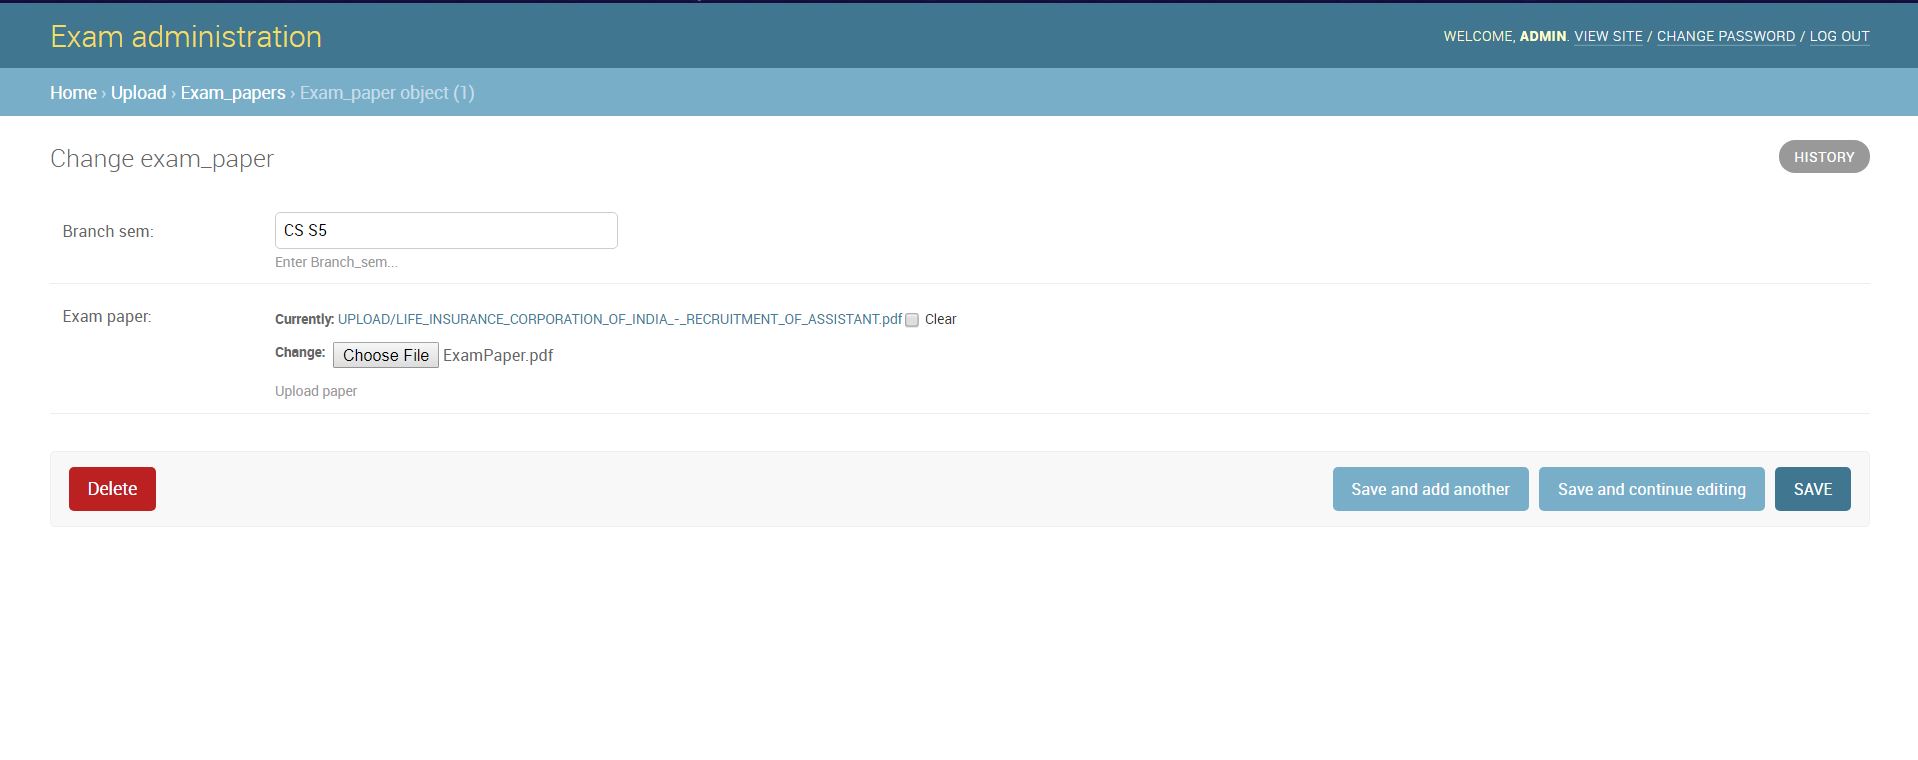 Exam administration
WELCOME, ADMIN. VIEW SITE / CHANGE PASSWORD / LOG OUT
Home › Upload › Exam_papers › Exam_paper object (1)
Change exam_paper
HISTORY
Branch sem:
CS S5
Enter Branch_sem...
Exam paper:
Currently: UPLOAD/LIFE_INSURANCE_CORPORATION_OF_INDIA_-_RECRUITMENT_OF_ASSISTANT.pdf Clear
Change: Choose File ExamPaper.pdf
Upload paper
Delete
Save and add another
Save and continue editing
SAVE